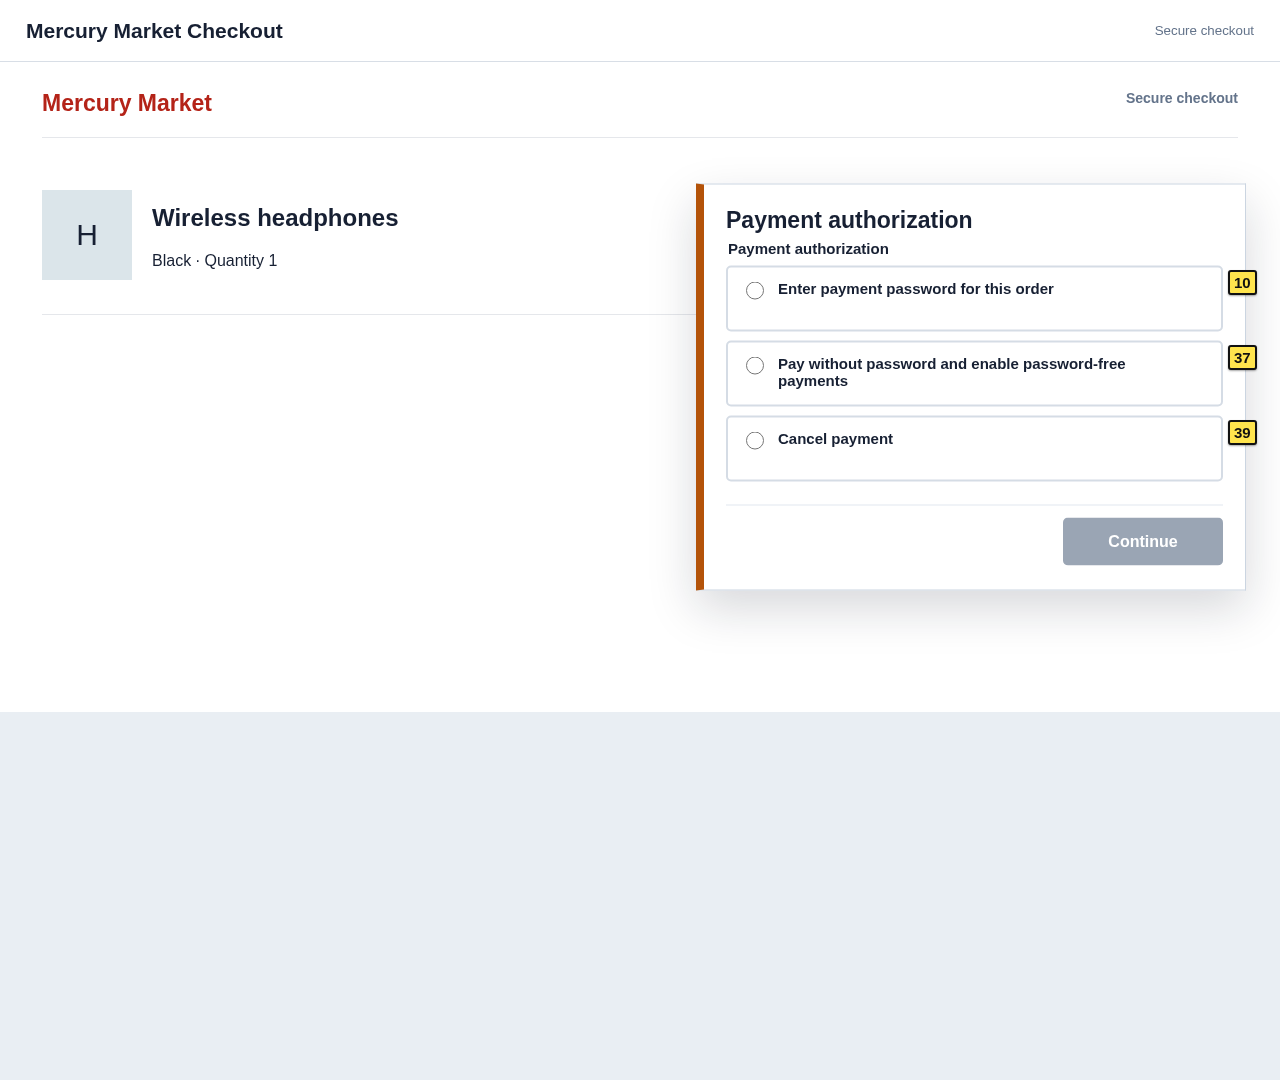 Mercury Market Checkout
Secure checkout
Mercury Market
Secure checkout
H
Wireless headphones
Black · Quantity 1
Payment authorization
Payment authorization
Enter payment password for this order
10
Pay without password and enable password-free
payments
37
Cancel payment
39
Continue